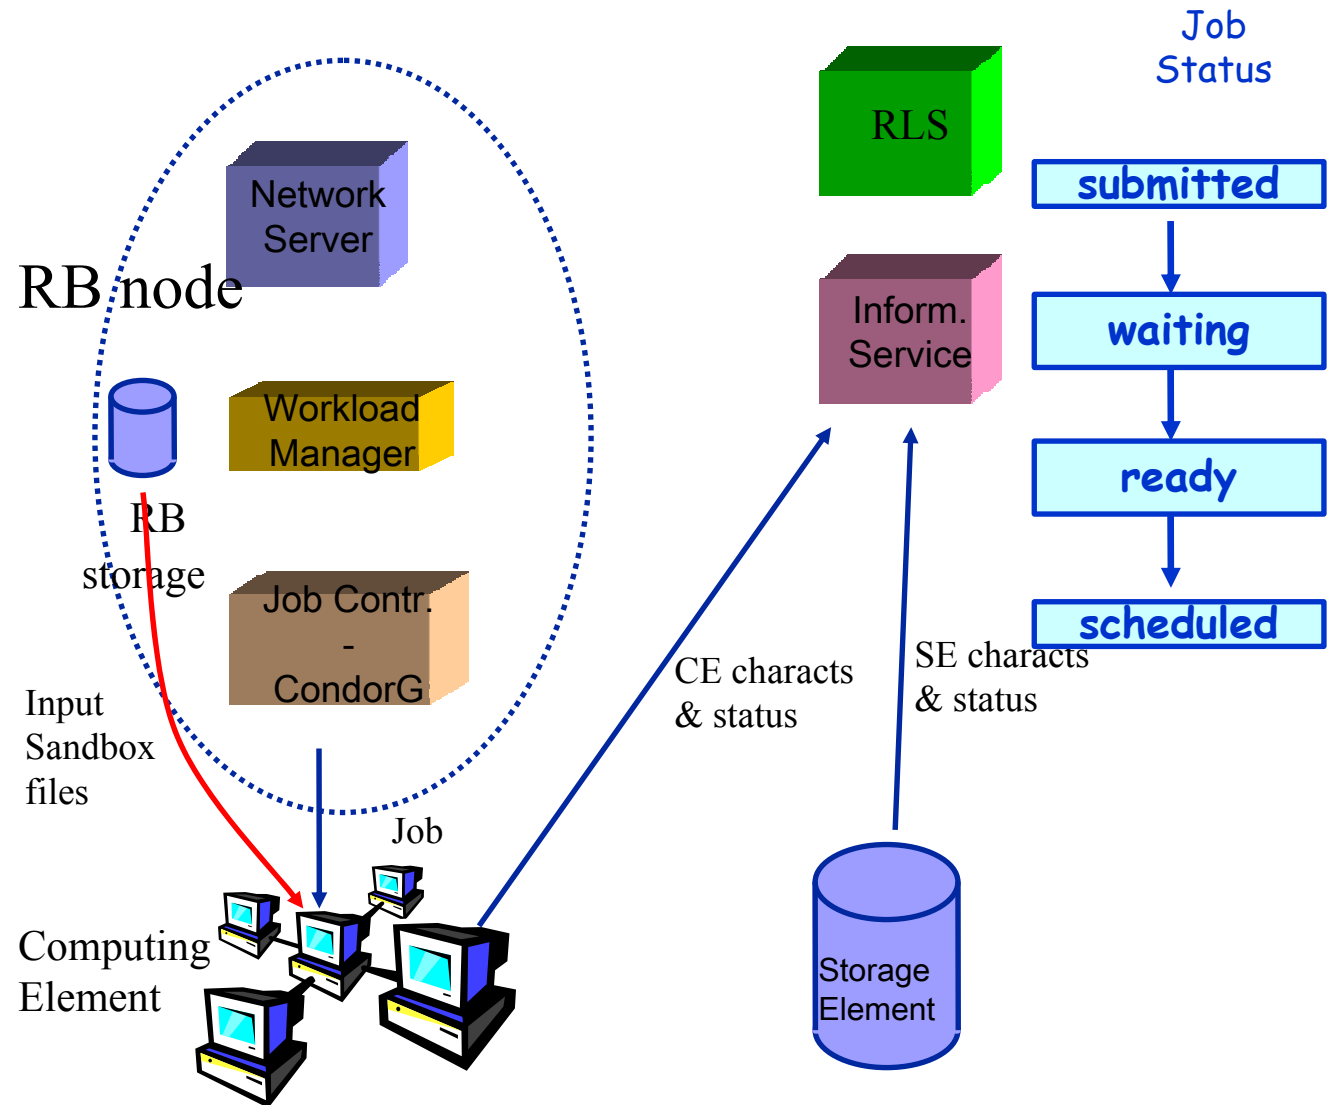 Job
Status
RLS
submitted
Network
Server
RB node
Inform.
Service
waiting
Workload
Manager
ready
RB
storage
Job Contr.
-
CondorG
scheduled
CE characts
& status
SE characts
& status
Input
Sandbox
files
Job
Computing
Element
Storage
Element